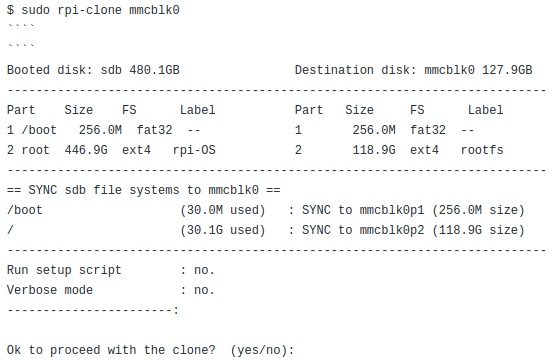 $ sudo rpi-clone mmcblk0
````
````
Booted disk: sdb 480.1GB                Destination disk: mmcblk0 127.9GB
---------------------------------------------------------------------------
Part    Size    FS      Label           Part   Size     FS      Label
1 /boot   256.0M  fat32  --             1       256.0M  fat32  --
2 root  446.9G  ext4   rpi-OS           2       118.9G  ext4   rootfs
---------------------------------------------------------------------------
== SYNC sdb file systems to mmcblk0 ==
/boot                   (30.0M used)   : SYNC to mmcblk0p1 (256.0M size)
/                       (30.1G used)   : SYNC to mmcblk0p2 (118.9G size)
---------------------------------------------------------------------------
Run setup script        : no.
Verbose mode            : no.
-----------------------:
Ok to proceed with the clone?  (yes/no):